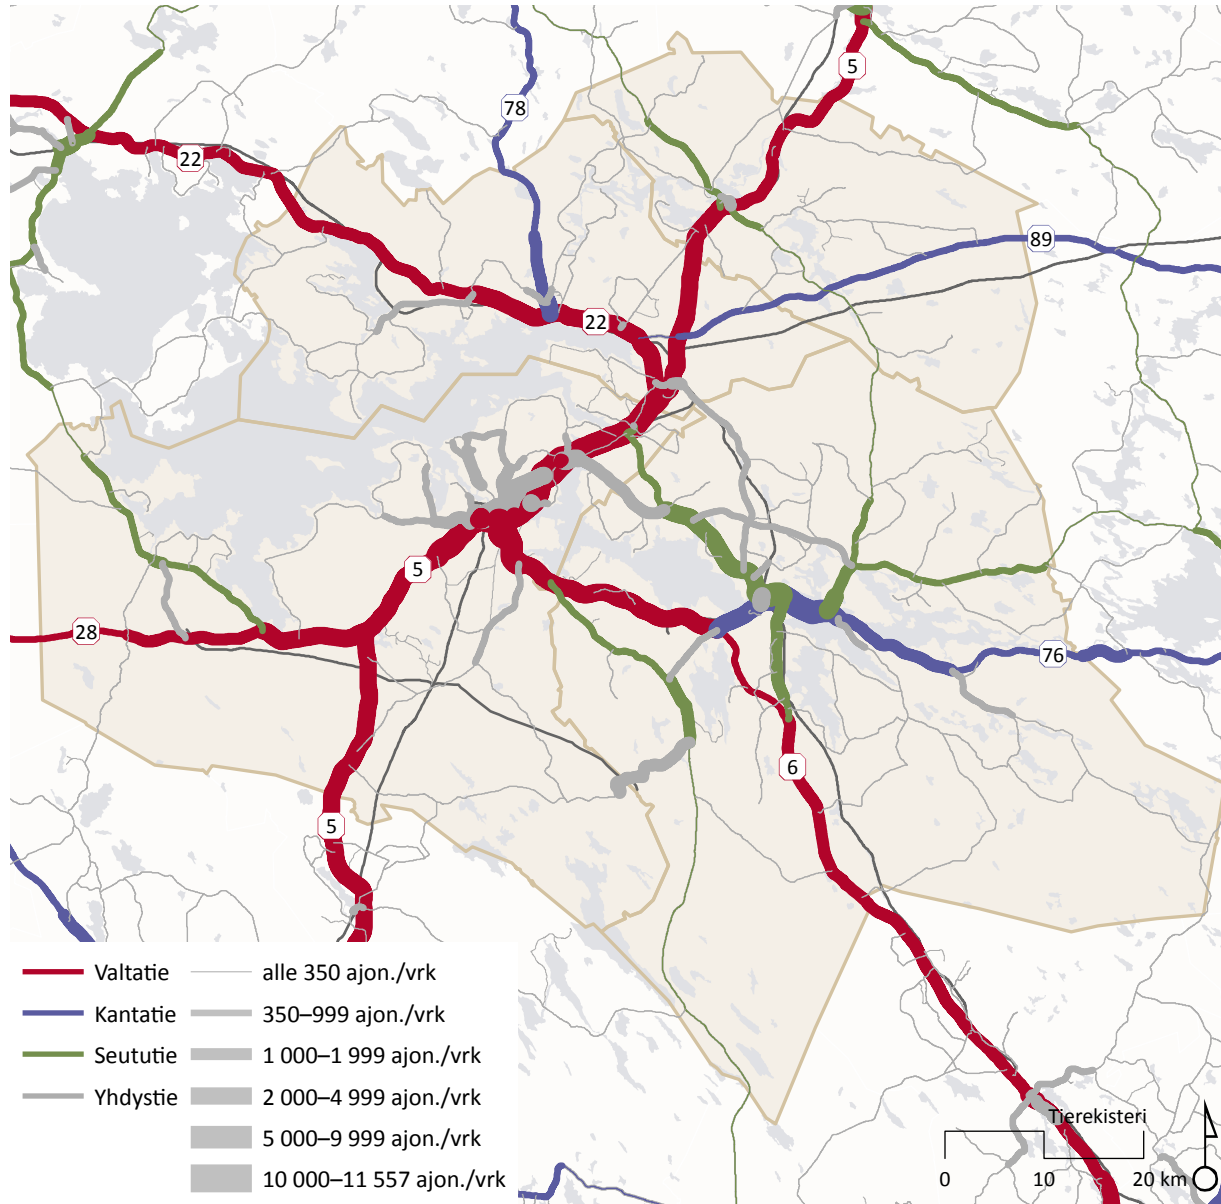 5
78
22
89
22
5
28
76
6
5
Valtatie
alle 350 ajon./vrk
Kantatie
350–999 ajon./vrk
Seututie
1 000–1 999 ajon./vrk
Yhdystie
2 000–4 999 ajon./vrk
5 000–9 999 ajon./vrk
10 000–11 557 ajon./vrk
Tierekisteri
0 10 20 km